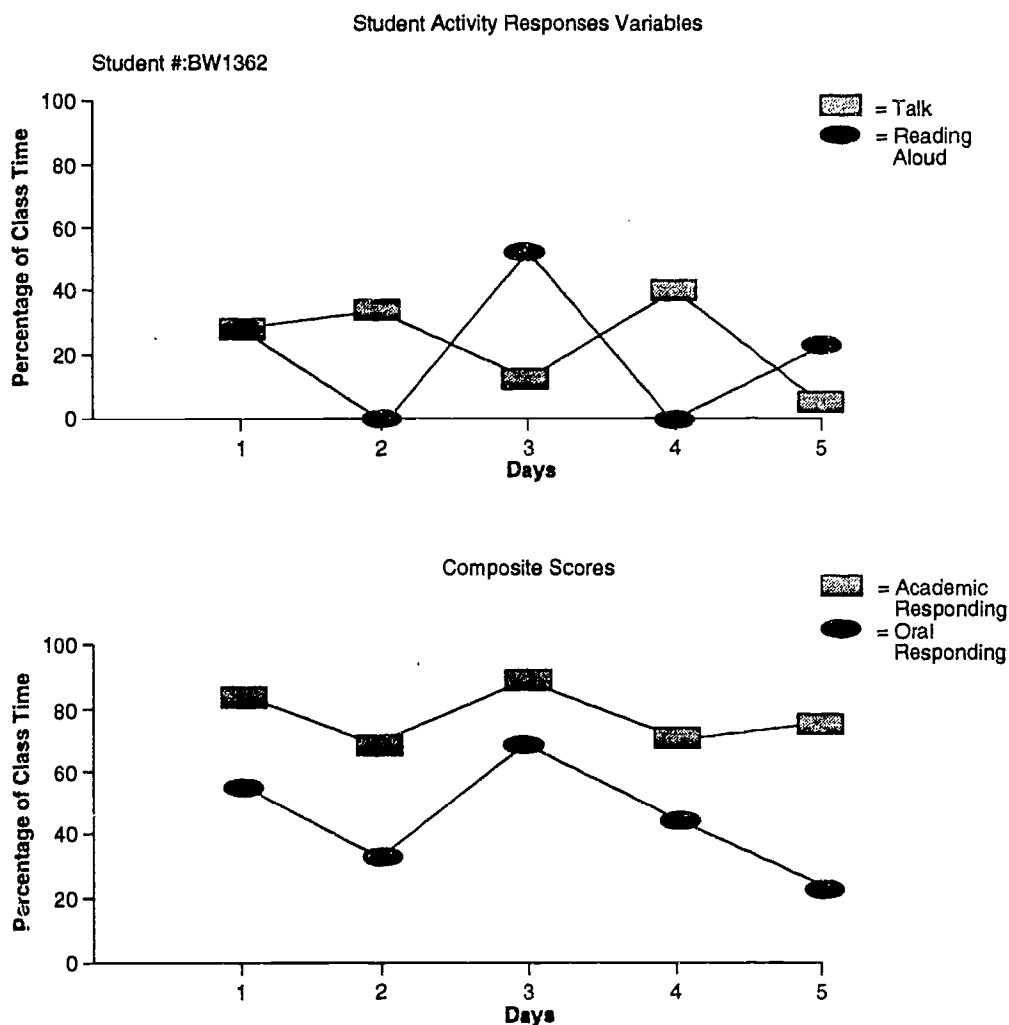 Student Activity Responses Variables
Student #:BW1362
= Talk
= Reading
Aloud
Percentage of Class Time
100
80
60
40
20
0
1 2 3 4 5
Days
Composite Scores
= Academic
Responding
= Oral
Responding
Percentage of Class Time
100
80
60
40
20
0
1 2 3 4 5
Days